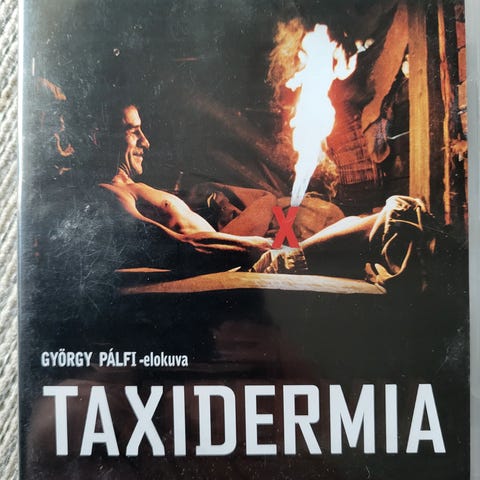 X
GYÖRGY PÁLFI -elokuva
TAXIDERMIA